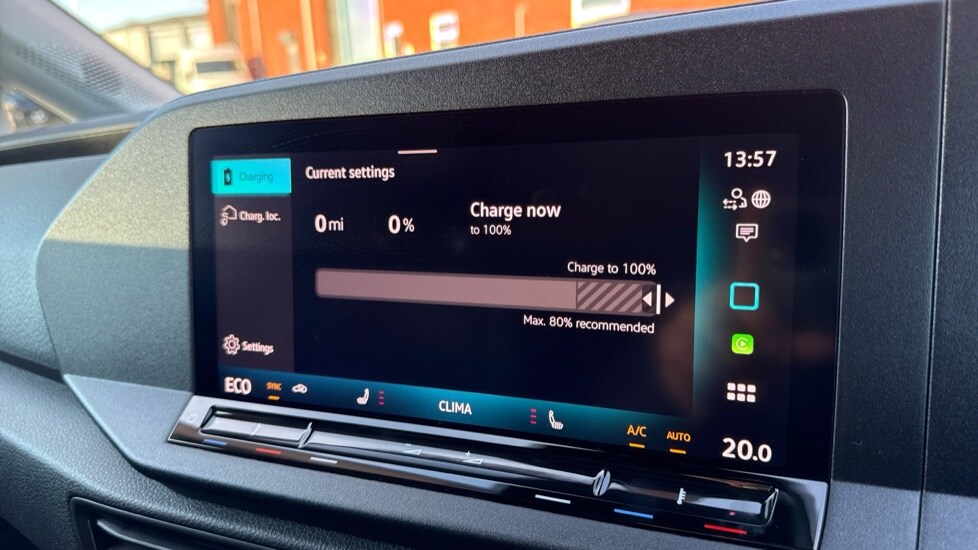 13:57
Charging
Current settings
Charg. loc.
0 mi
0 %
Charge now
to 100%
Charge to 100%
Max. 80% recommended
Settings
ECO
SYNC
CLIMA
A/C
AUTO
20.0